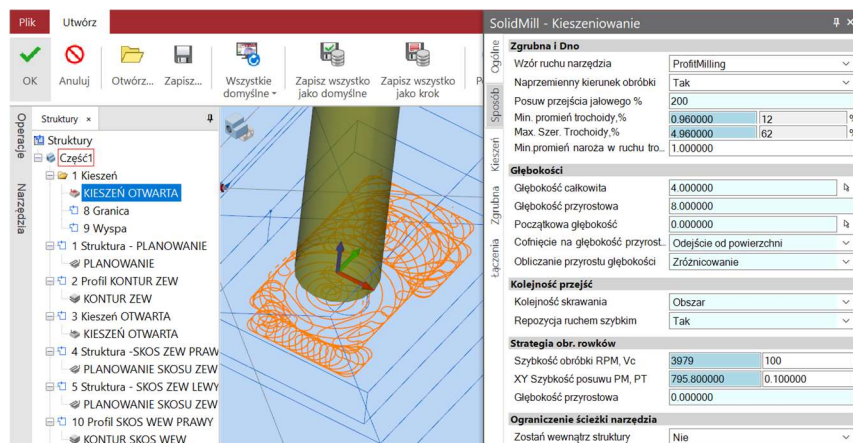 Plik
Utwórz
OK
Anuluj
Otwórz...
Zapisz...
Wszystkie domyślne
Zapisz wszystko jako domyślne
Zapisz wszystko jako krok
Operacje
Narzędzia
Struktury ×
Struktury
Część1
1 Kieszeń
KIESZEŃ OTWARTA
8 Granica
9 Wyspa
1 Struktura - PLANOWANIE
PLANOWANIE
2 Profil KONTUR ZEW
KONTUR ZEW
3 Kieszeń OTWARTA
KIESZEŃ OTWARTA
4 Struktura -SKOS ZEW PRAW
PLANOWANIE SKOSU ZEW
5 Struktura - SKOS ZEW LEWY
PLANOWANIE SKOSU ZEW
10 Profil SKOS WEW PRAWY
KONTUR SKOS WEW
SolidMill - Kieszeniowanie
Ogólne
Sposób
Kieszeń
Zgrubna
Łączenia
Zgrubna i Dno
Wzór ruchu narzędzia ProfitMilling
Naprzemienny kierunek obróbki Tak
Posuw przejścia jałowego % 200
Min. promień trochoidy,% 0.960000 12 %
Max. Szer. Trochoidy,% 4.960000 62 %
Min.promień naroża w ruchu tro... 1.000000
Głębokości
Głębokość całkowita 4.000000
Głębokość przyrostowa 8.000000
Początkowa głębokość 0.000000
Cofnięcie na głębokość przyrost... Odejście od powierzchni
Obliczanie przyrostu głębokości Zróżnicowanie
Kolejność przejść
Kolejność skrawania Obszar
Repozycja ruchem szybkim Tak
Strategia obr. rowków
Szybkość obróbki RPM, Vc 3979 100
XY Szybkość posuwu PM, PT 795.800000 0.100000
Głębokość przyrostowa 0.000000
Ograniczenie ścieżki narzędzia
Zostań wewnątrz struktury Nie